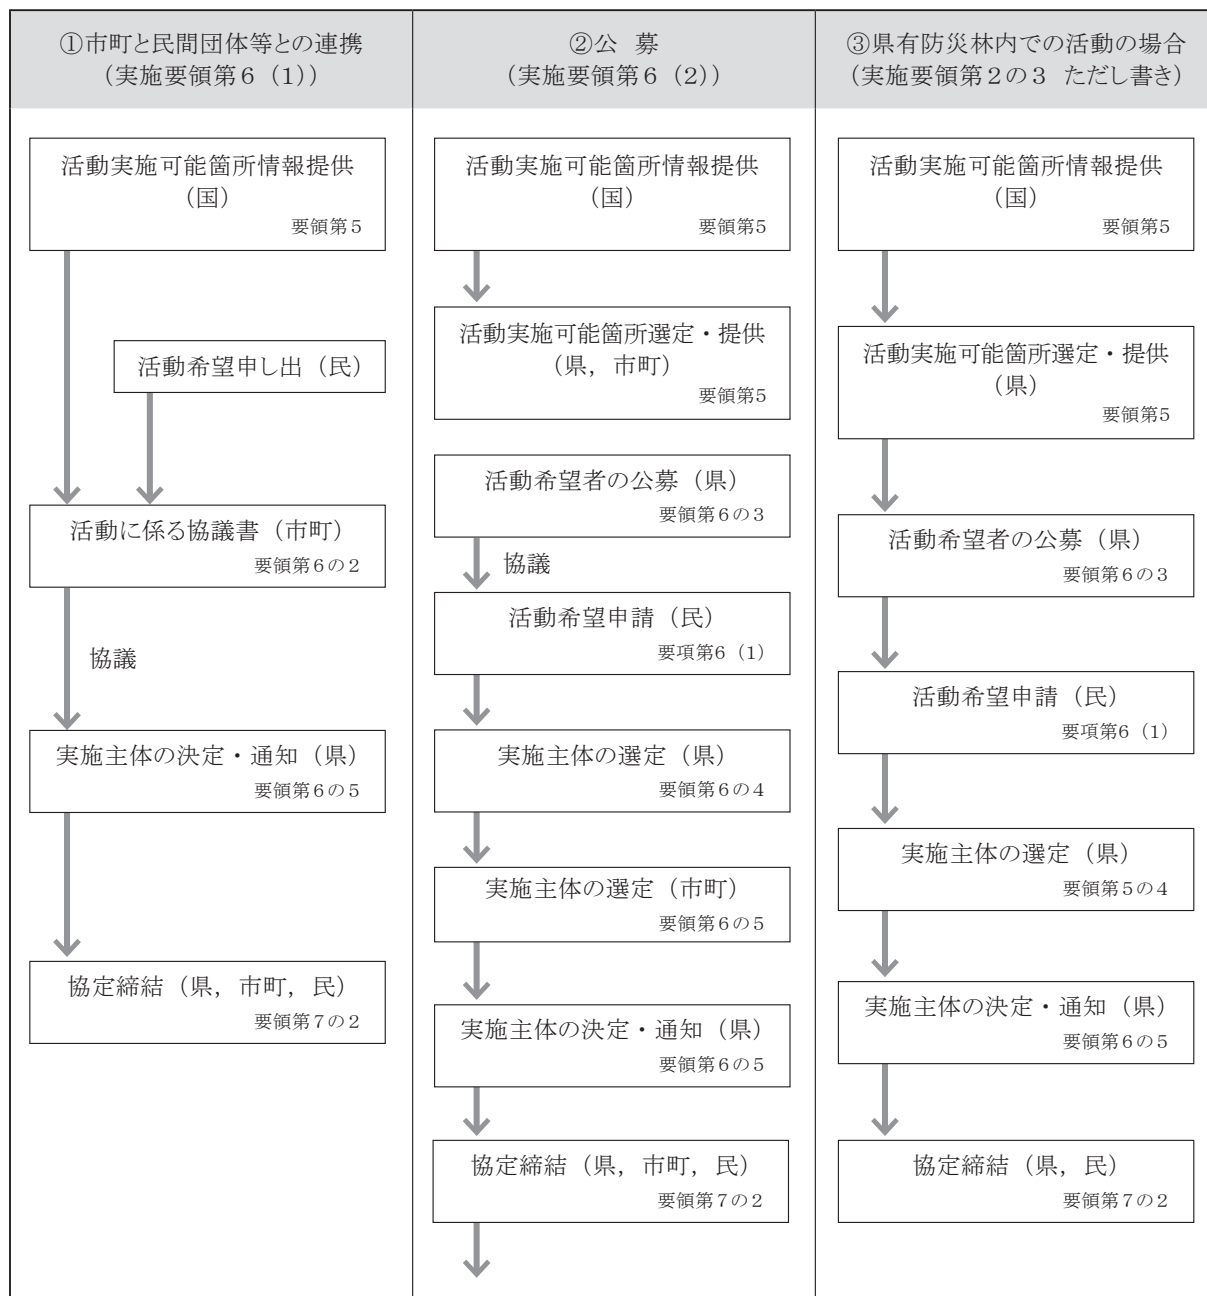 ①市町と民間団体等との連携
(実施要領第6(1))
活動実施可能箇所情報提供
(国)
要領第5
活動希望申し出(民)
活動に係る協議書(市町)
要領第6の2
協議
実施主体の決定・通知(県)
要領第6の5
協定締結(県,市町,民)
要領第7の2
②公 募
(実施要領第6(2))
活動実施可能箇所情報提供
(国)
要領第5
活動実施可能箇所選定・提供
(県,市町)
要領第5
活動希望者の公募(県)
要領第6の3
協議
活動希望申請(民)
要項第6(1)
実施主体の選定(県)
要領第6の4
実施主体の選定(市町)
要領第6の5
実施主体の決定・通知(県)
要領第6の5
協定締結(県,市町,民)
要領第7の2
③県有防災林内での活動の場合
(実施要領第2の3 ただし書き)
活動実施可能箇所情報提供
(国)
要領第5
活動実施可能箇所選定・提供
(県)
要領第5
活動希望者の公募(県)
要領第6の3
活動希望申請(民)
要項第6(1)
実施主体の選定(県)
要領第5の4
実施主体の決定・通知(県)
要領第6の5
協定締結(県,民)
要領第7の2